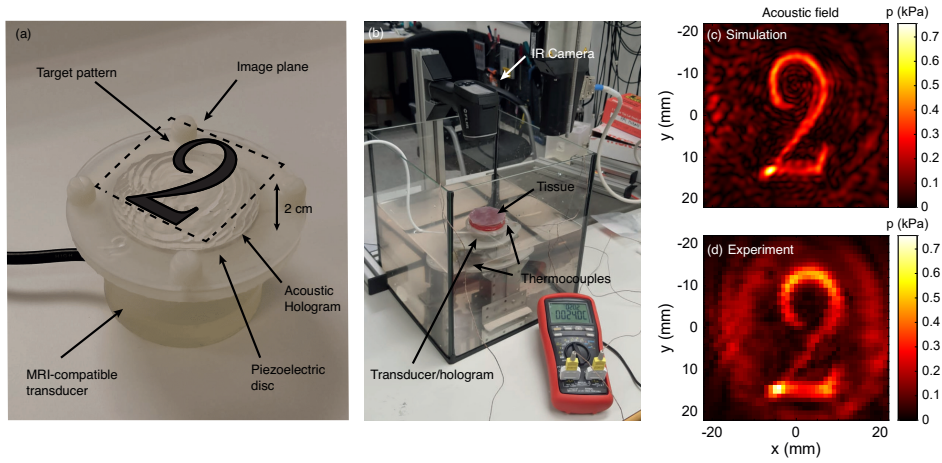 (a)
Target pattern
Image plane
2
2 cm
Acoustic
Hologram
MRI-compatible
transducer
Piezoelectric
disc
(b)
IR Camera
Tissue
Thermocouples
Transducer/hologram
Acoustic field
p (kPa)
(c) Simulation
-20
-10
0
10
20
y (mm)
0.7
0.6
0.5
0.4
0.3
0.2
0.1
0
p (kPa)
(d) Experiment
-20
-10
0
10
20
y (mm)
-20
0
20
x (mm)
0.7
0.6
0.5
0.4
0.3
0.2
0.1
0